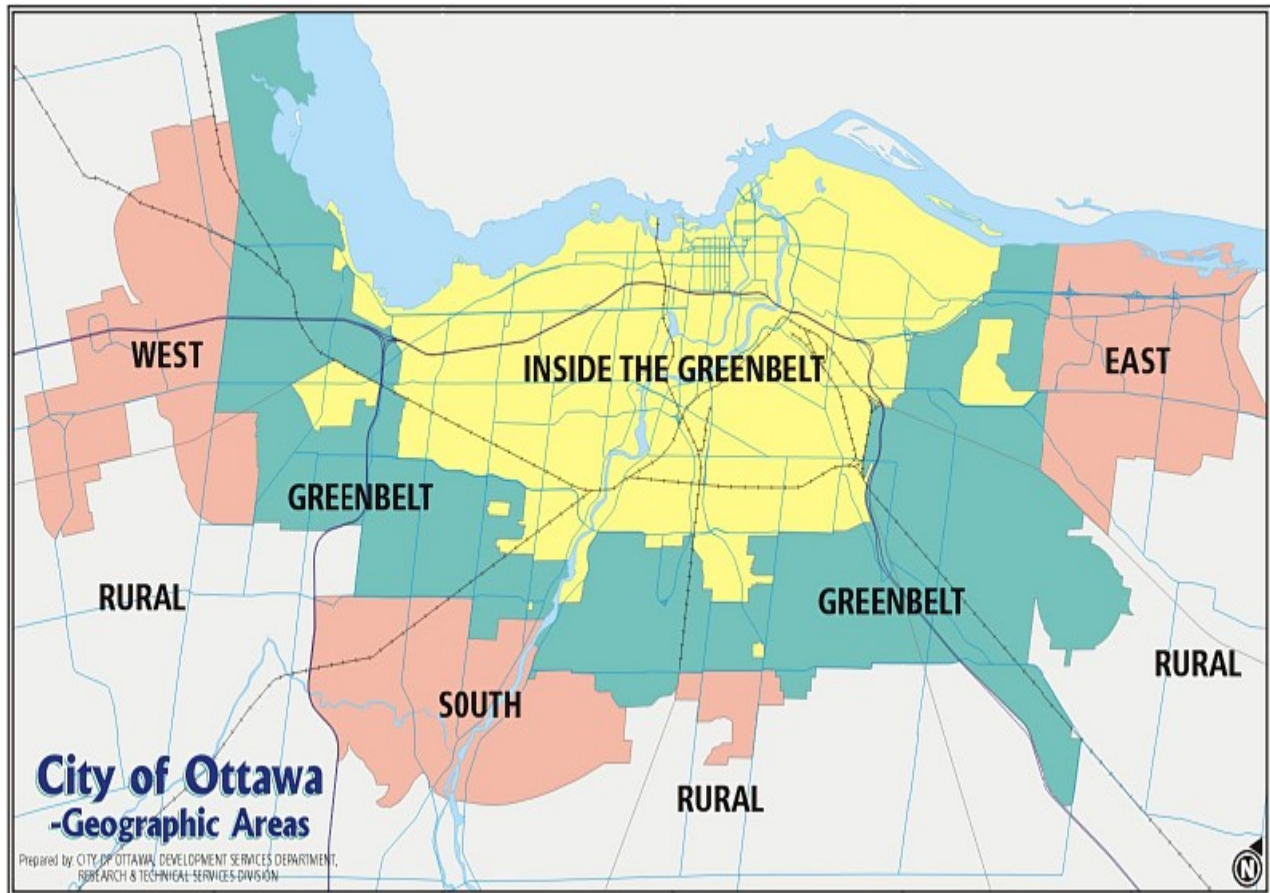 WEST
INSIDE THE GREENBELT
EAST
GREENBELT
RURAL
GREENBELT
RURAL
SOUTH
RURAL
City of Ottawa
-Geographic Areas
Prepared by: CITY OF OTTAWA, DEVELOPMENT SERVICES DEPARTMENT,
RESEARCH & TECHNICAL SERVICES DIVISION
N